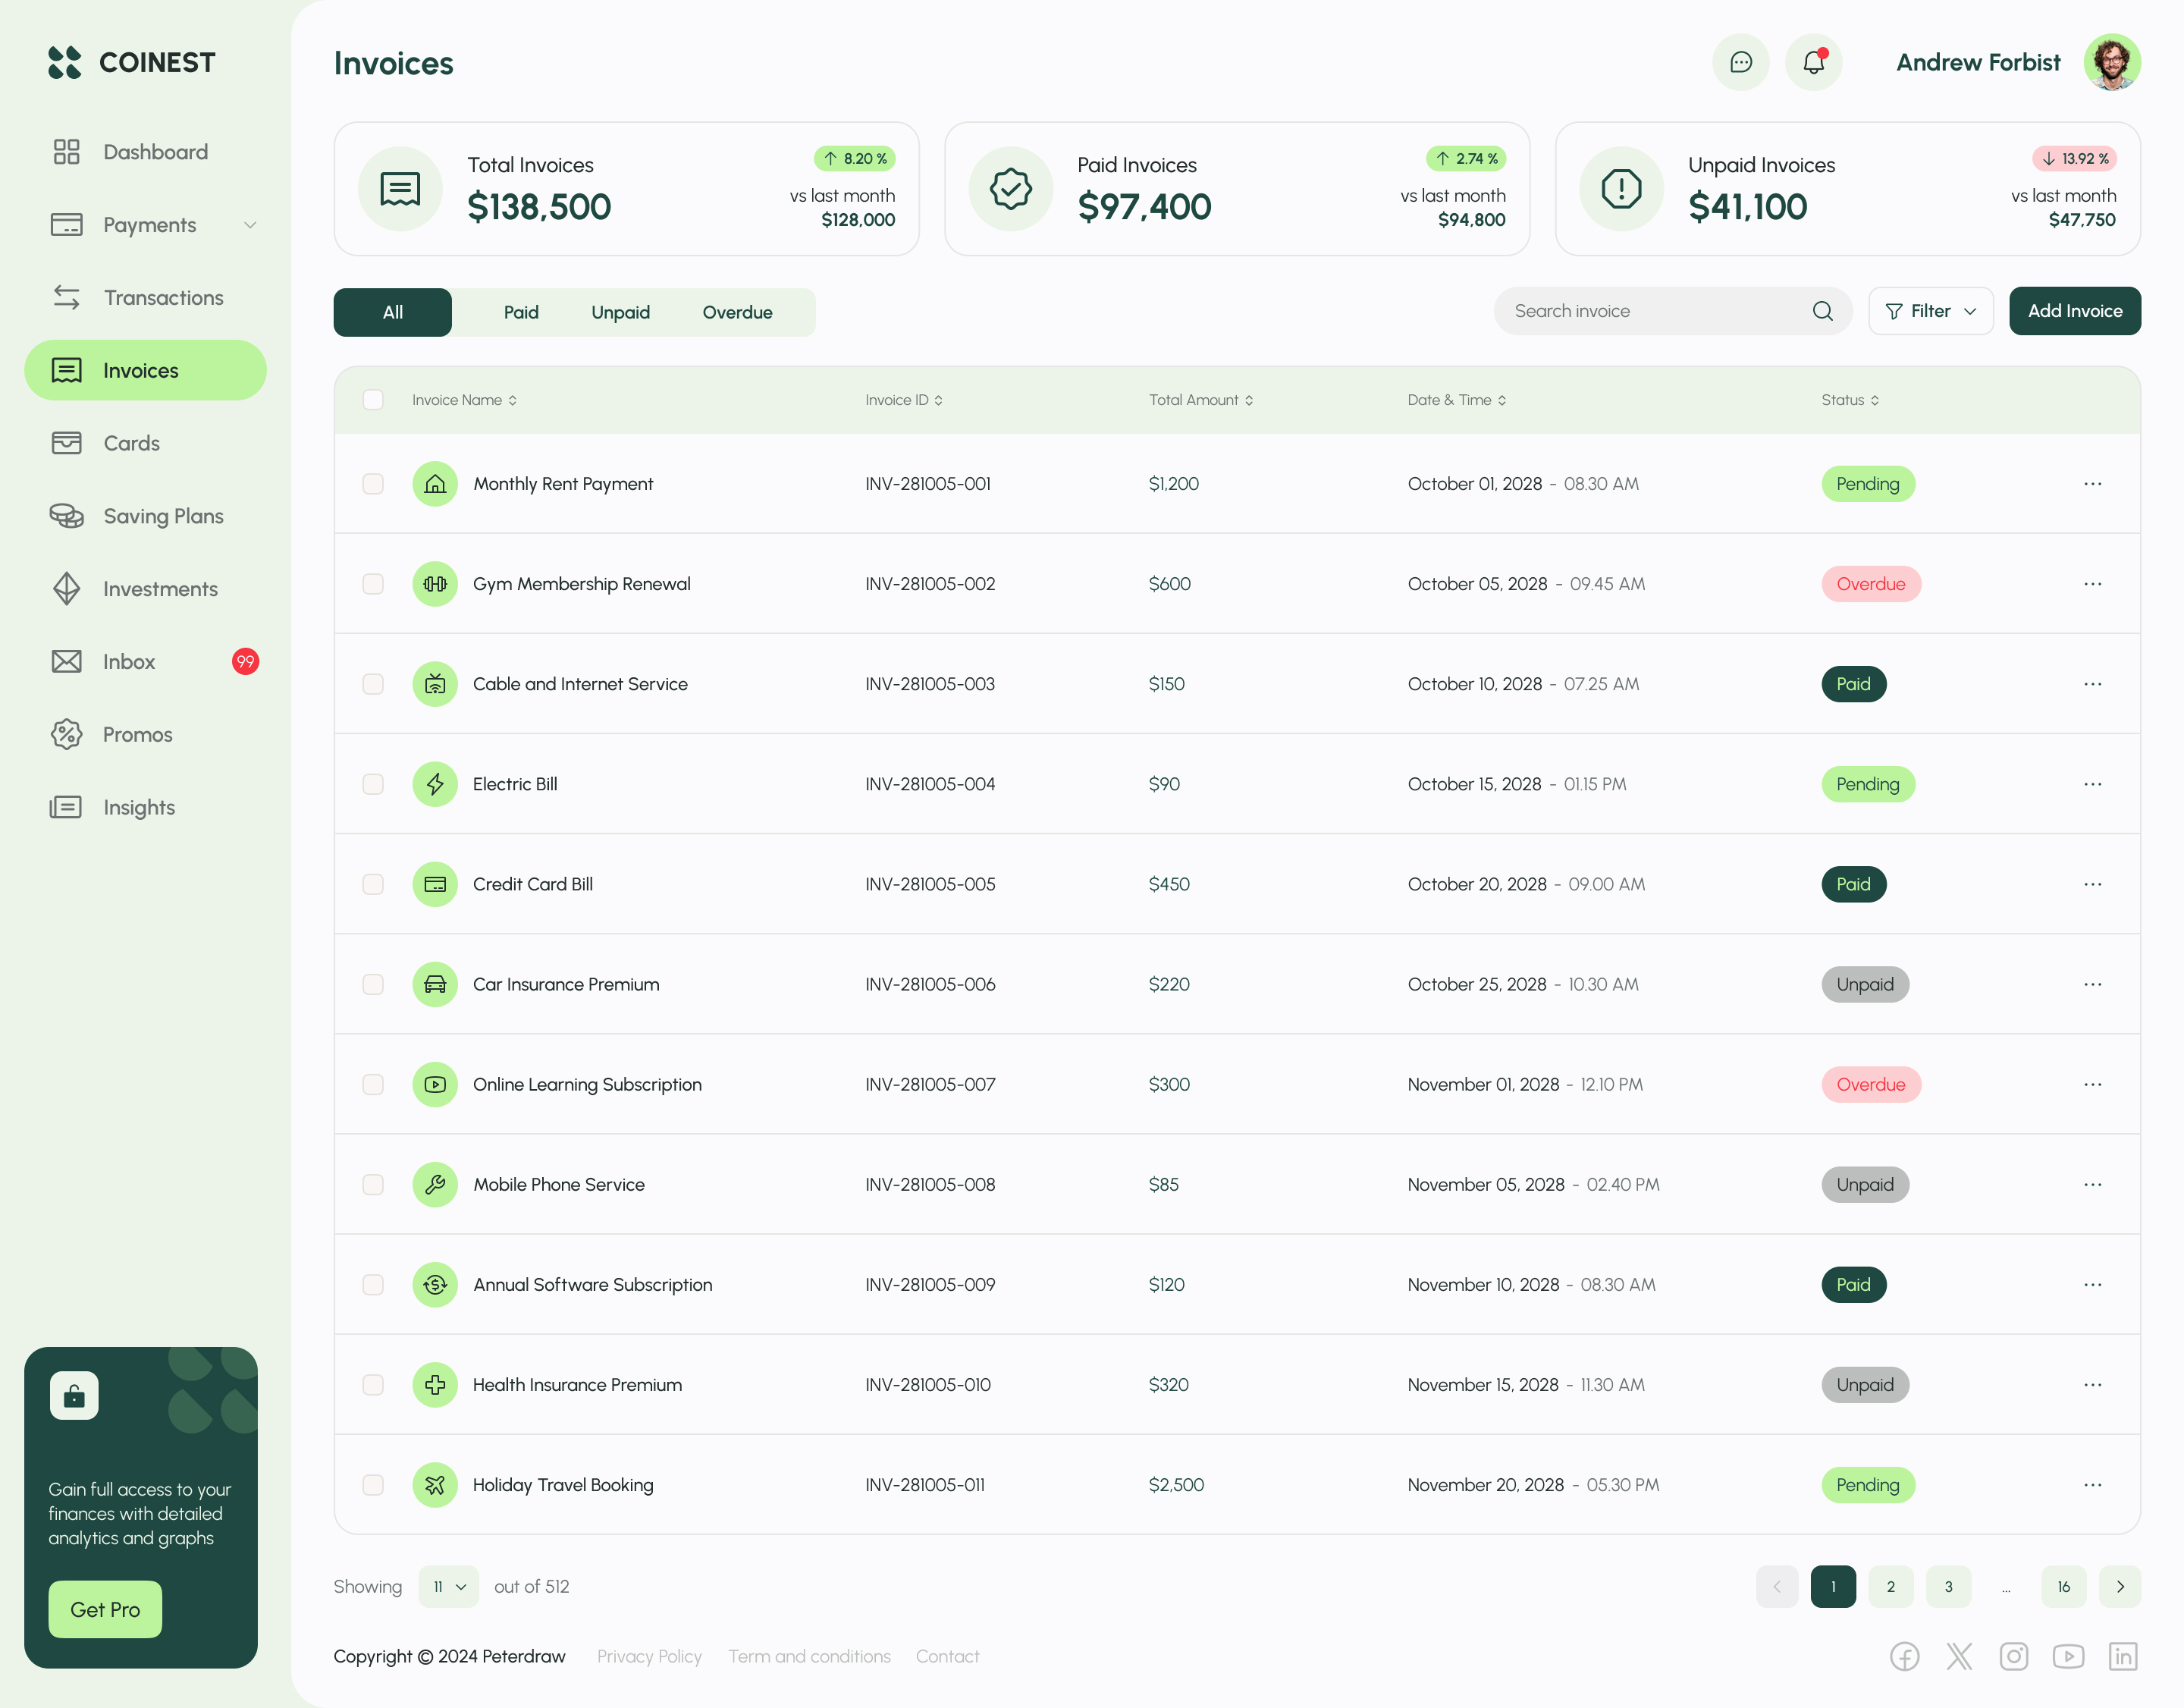 COINEST
Dashboard
Payments
Transactions
Invoices
Cards
Saving Plans
Investments
Inbox 99
Promos
Insights
Gain full access to your
finances with detailed
analytics and graphs
Get Pro
Invoices
Andrew Forbist
Total Invoices
$138,500
8.20 %
vs last month
$128,000
Paid Invoices
$97,400
2.74 %
vs last month
$94,800
Unpaid Invoices
$41,100
13.92 %
vs last month
$47,750
All Paid Unpaid Overdue
Search invoice
Filter
Add Invoice
Invoice Name Invoice ID Total Amount Date & Time Status
Monthly Rent Payment INV-281005-001 $1,200 October 01, 2028 - 08.30 AM Pending ...
Gym Membership Renewal INV-281005-002 $600 October 05, 2028 - 09.45 AM Overdue ...
Cable and Internet Service INV-281005-003 $150 October 10, 2028 - 07.25 AM Paid ...
Electric Bill INV-281005-004 $90 October 15, 2028 - 01.15 PM Pending ...
Credit Card Bill INV-281005-005 $450 October 20, 2028 - 09.00 AM Paid ...
Car Insurance Premium INV-281005-006 $220 October 25, 2028 - 10.30 AM Unpaid ...
Online Learning Subscription INV-281005-007 $300 November 01, 2028 - 12.10 PM Overdue ...
Mobile Phone Service INV-281005-008 $85 November 05, 2028 - 02.40 PM Unpaid ...
Annual Software Subscription INV-281005-009 $120 November 10, 2028 - 08.30 AM Paid ...
Health Insurance Premium INV-281005-010 $320 November 15, 2028 - 11.30 AM Unpaid ...
Holiday Travel Booking INV-281005-011 $2,500 November 20, 2028 - 05.30 PM Pending ...
Showing 11 out of 512
1 2 3 ... 16
Copyright © 2024 Peterdraw Privacy Policy Term and conditions Contact